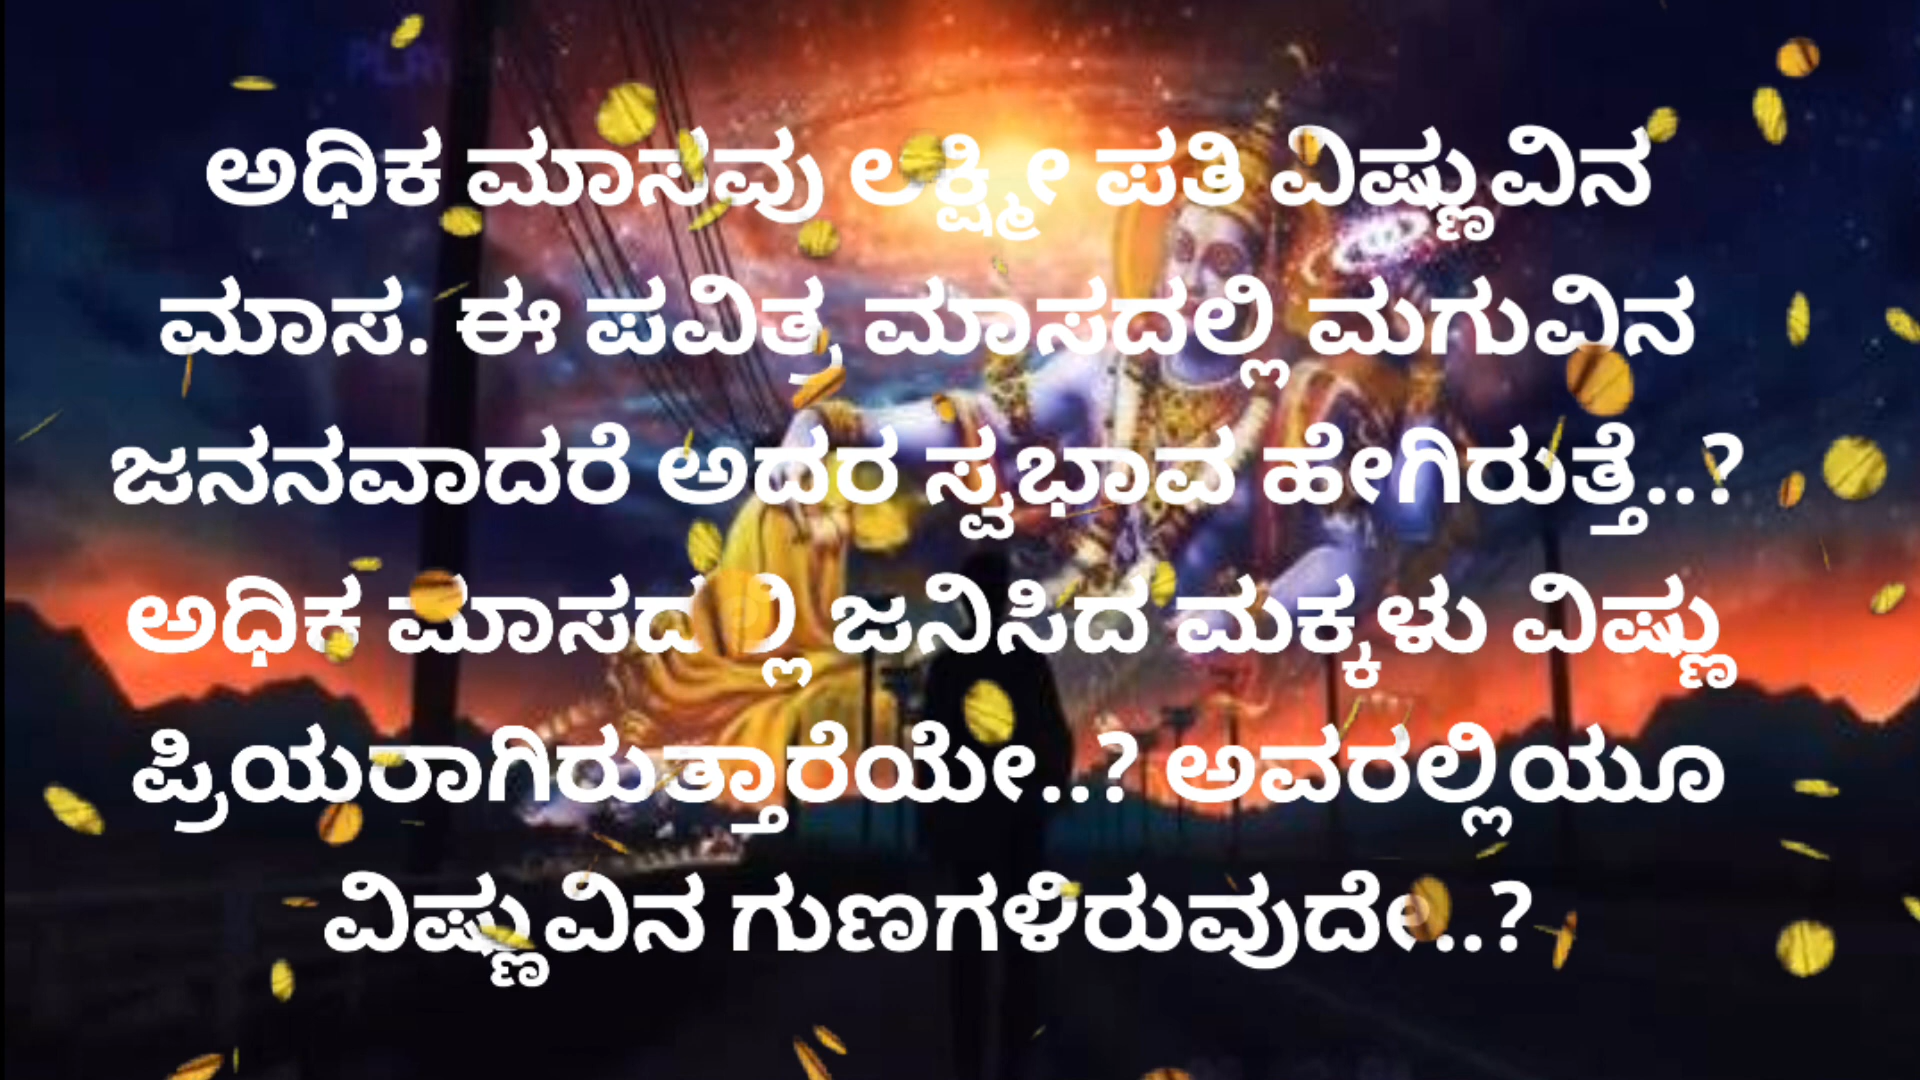 ಅಧಿಕ ಮಾಸವು ಲಕ್ಷ್ಮೀ ಪತಿ ವಿಷ್ಣುವಿನ
ಮಾಸ. ಈ ಪವಿತ್ರ ಮಾಸದಲ್ಲಿ ಮಗುವಿನ
ಜನನವಾದರೆ ಅದರ ಸ್ವಭಾವ ಹೇಗಿರುತ್ತೆ..?
ಅಧಿಕ ಮಾಸದಲ್ಲಿ ಜನಿಸಿದ ಮಕ್ಕಳು ವಿಷ್ಣು
ಪ್ರಿಯರಾಗಿರುತ್ತಾರೆಯೇ..? ಅವರಲ್ಲಿಯೂ
ವಿಷ್ಣುವಿನ ಗುಣಗಳಿರುವುದೇ..?